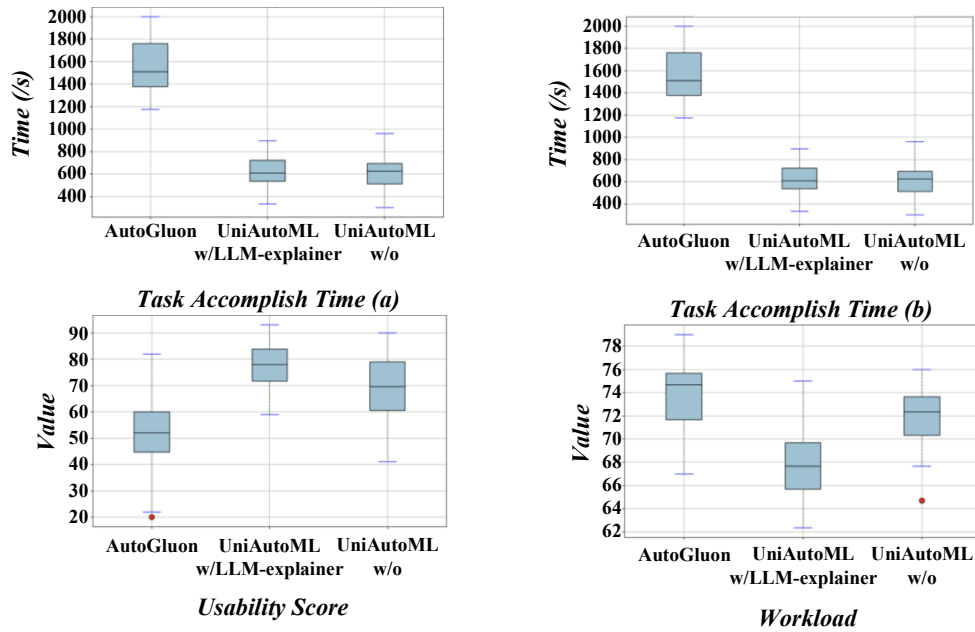 Time (/s)
2000
1800
1600
1400
1200
1000
800
600
400
AutoGluon
UniAutoML
w/LLM-explainer
UniAutoML
w/o
Task Accomplish Time (a)
Time (/s)
2000
1800
1600
1400
1200
1000
800
600
400
AutoGluon
UniAutoML
w/LLM-explainer
UniAutoML
w/o
Task Accomplish Time (b)
Value
90
80
70
60
50
40
30
20
AutoGluon
UniAutoML
w/LLM-explainer
UniAutoML
w/o
Usability Score
Value
78
76
74
72
70
68
66
64
62
AutoGluon
UniAutoML
w/LLM-explainer
UniAutoML
w/o
Workload